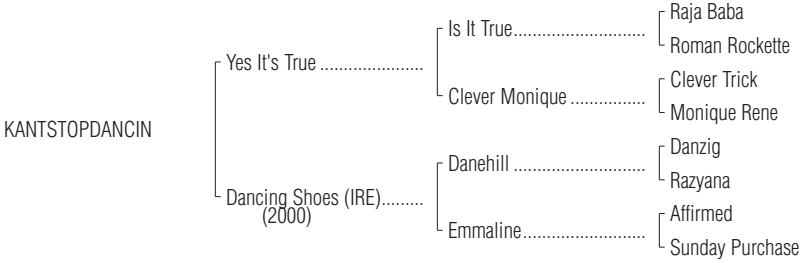 Raja Baba
Is It True..............................
Roman Rockette
Yes It's True ......................
Clever Trick
Clever Monique ................
Monique Rene
KANTSTOPDANCIN
Danzig
Danehill ............................
Razyana
Dancing Shoes (IRE).........
(2000)
Affirmed
Emmaline..........................
Sunday Purchase